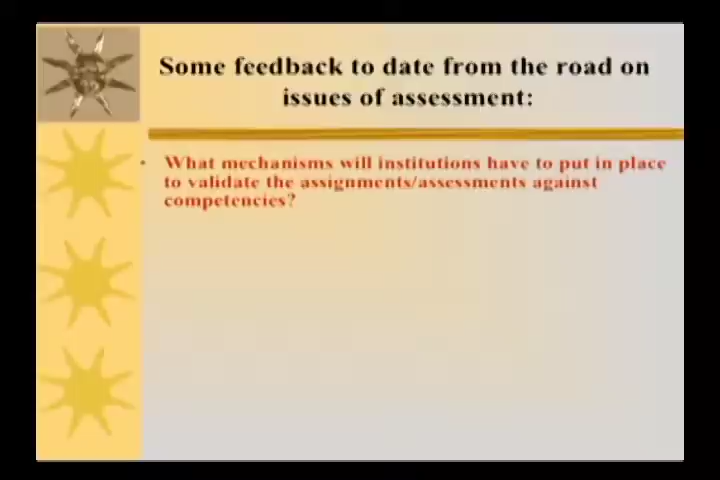 Some feedback to date from the road on
issues of assessment:
• What mechanisms will institutions have to put in place
to validate the assignments/assessments against
competencies?